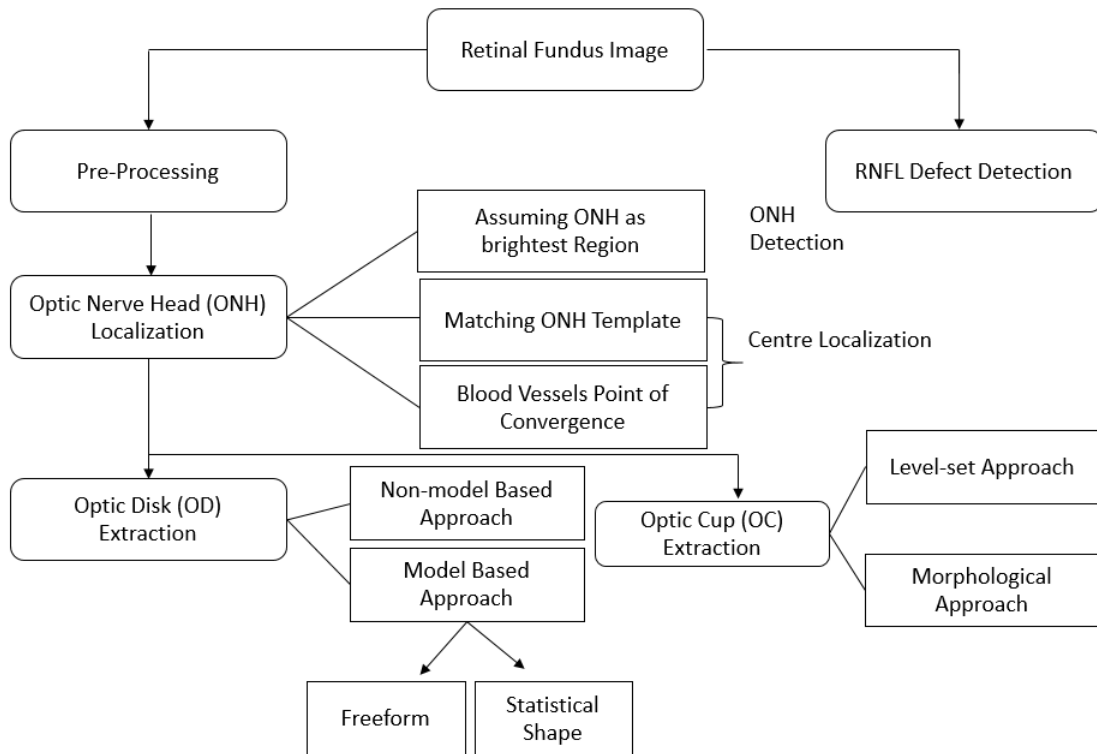 Retinal Fundus Image
Pre-Processing
RNFL Defect Detection
Assuming ONH as
brightest Region
ONH
Detection
Optic Nerve Head (ONH)
Localization
Matching ONH Template
Centre Localization
Blood Vessels Point of
Convergence
Optic Disk (OD)
Extraction
Non-model Based
Approach
Model Based
Approach
Freeform
Statistical
Shape
Optic Cup (OC)
Extraction
Level-set Approach
Morphological
Approach